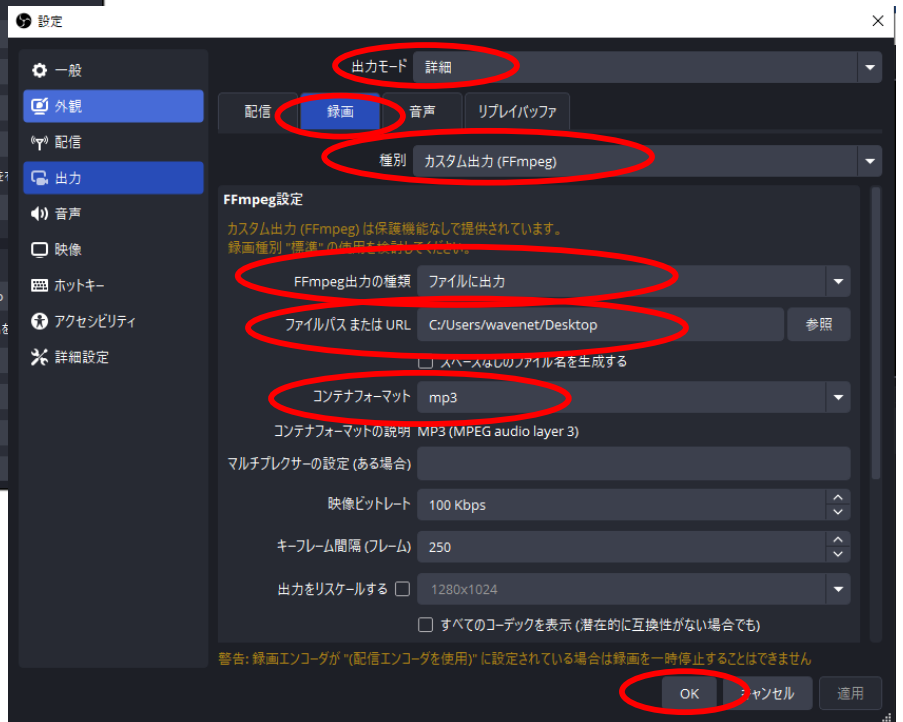 設定
一般
外観
配信
出力
音声
映像
ホットキー
アクセシビリティ
詳細設定
出力モード 詳細
配信 録画 音声 リプレイバッファ
種別 カスタム出力 (FFmpeg)
FFmpeg設定
カスタム出力 (FFmpeg) は保護機能なしで提供されています。
録画種別 "標準" の使用を検討してください。
FFmpeg出力の種類 ファイルに出力
ファイルパス または URL C:/Users/wavenet/Desktop 参照
スペースなしのファイル名を生成する
コンテナフォーマット mp3
コンテナフォーマットの説明 MP3 (MPEG audio layer 3)
マルチプレクサーの設定 (ある場合)
映像ビットレート 100 Kbps
キーフレーム間隔 (フレーム) 250
出力をリスケールする 1280x1024
すべてのコーデックを表示 (潜在的に互換性がない場合でも)
警告: 録画エンコーダが "(配信エンコーダを使用)" に設定されている場合は録画を一時停止することはできません
OK キャンセル 適用